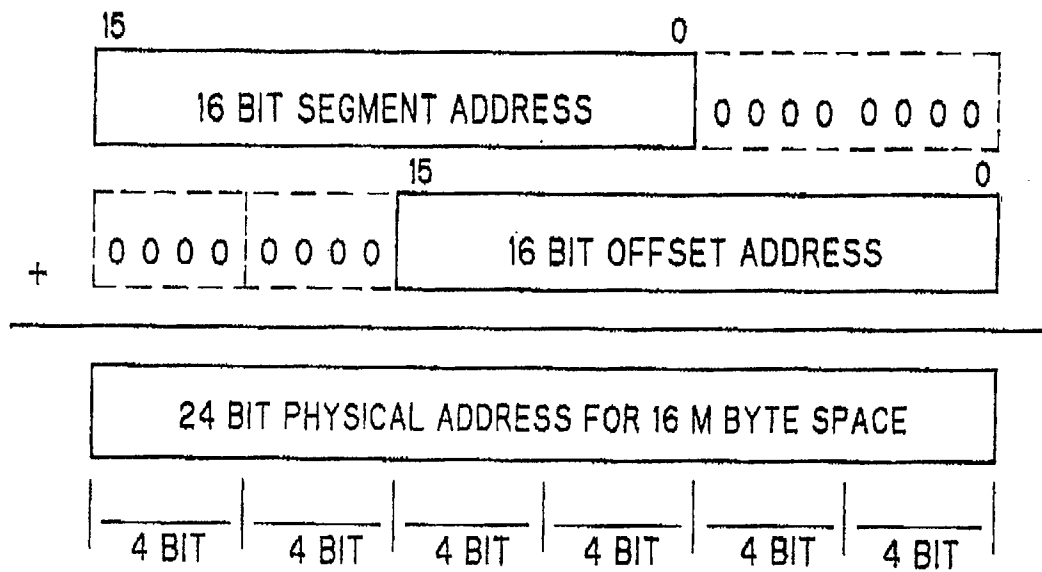 15 0
16 BIT SEGMENT ADDRESS 0 0 0 0 0 0 0 0
15 0
+ 0 0 0 0 0 0 0 0 16 BIT OFFSET ADDRESS
24 BIT PHYSICAL ADDRESS FOR 16 M BYTE SPACE
4 BIT 4 BIT 4 BIT 4 BIT 4 BIT 4 BIT